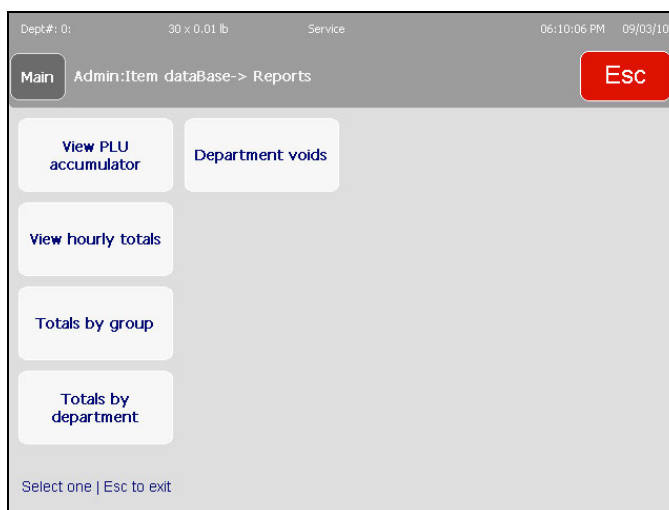 Dept#: 0: 30 x 0.01 lb Service 06:10:06 PM 09/03/10
Main Admin:Item dataBase-> Reports Esc
View PLU
accumulator
Department voids
View hourly totals
Totals by group
Totals by
department
Select one | Esc to exit